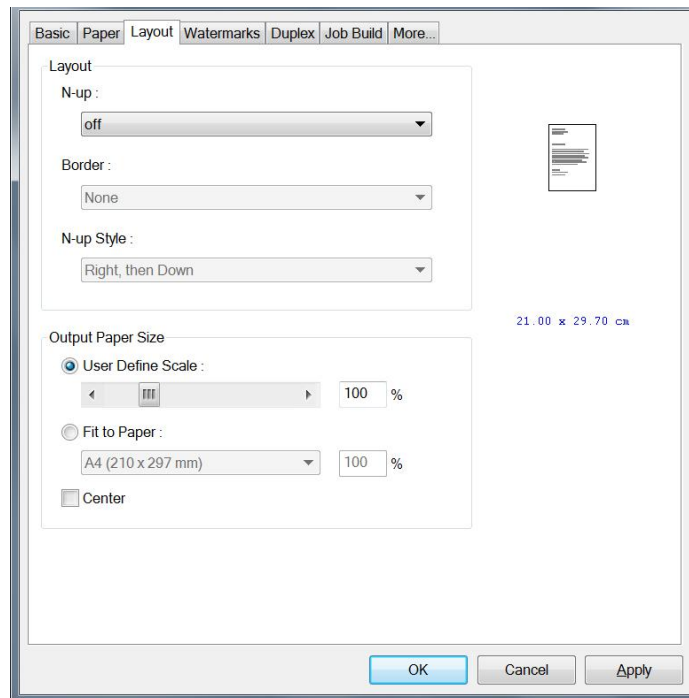 Basic Paper Layout Watermarks Duplex Job Build More...
Layout
N-up :
off
Border :
None
N-up Style :
Right, then Down
21.00 x 29.70 cm
Output Paper Size
User Define Scale :
100 %
Fit to Paper :
A4 (210 x 297 mm) 100 %
Center
OK Cancel Apply